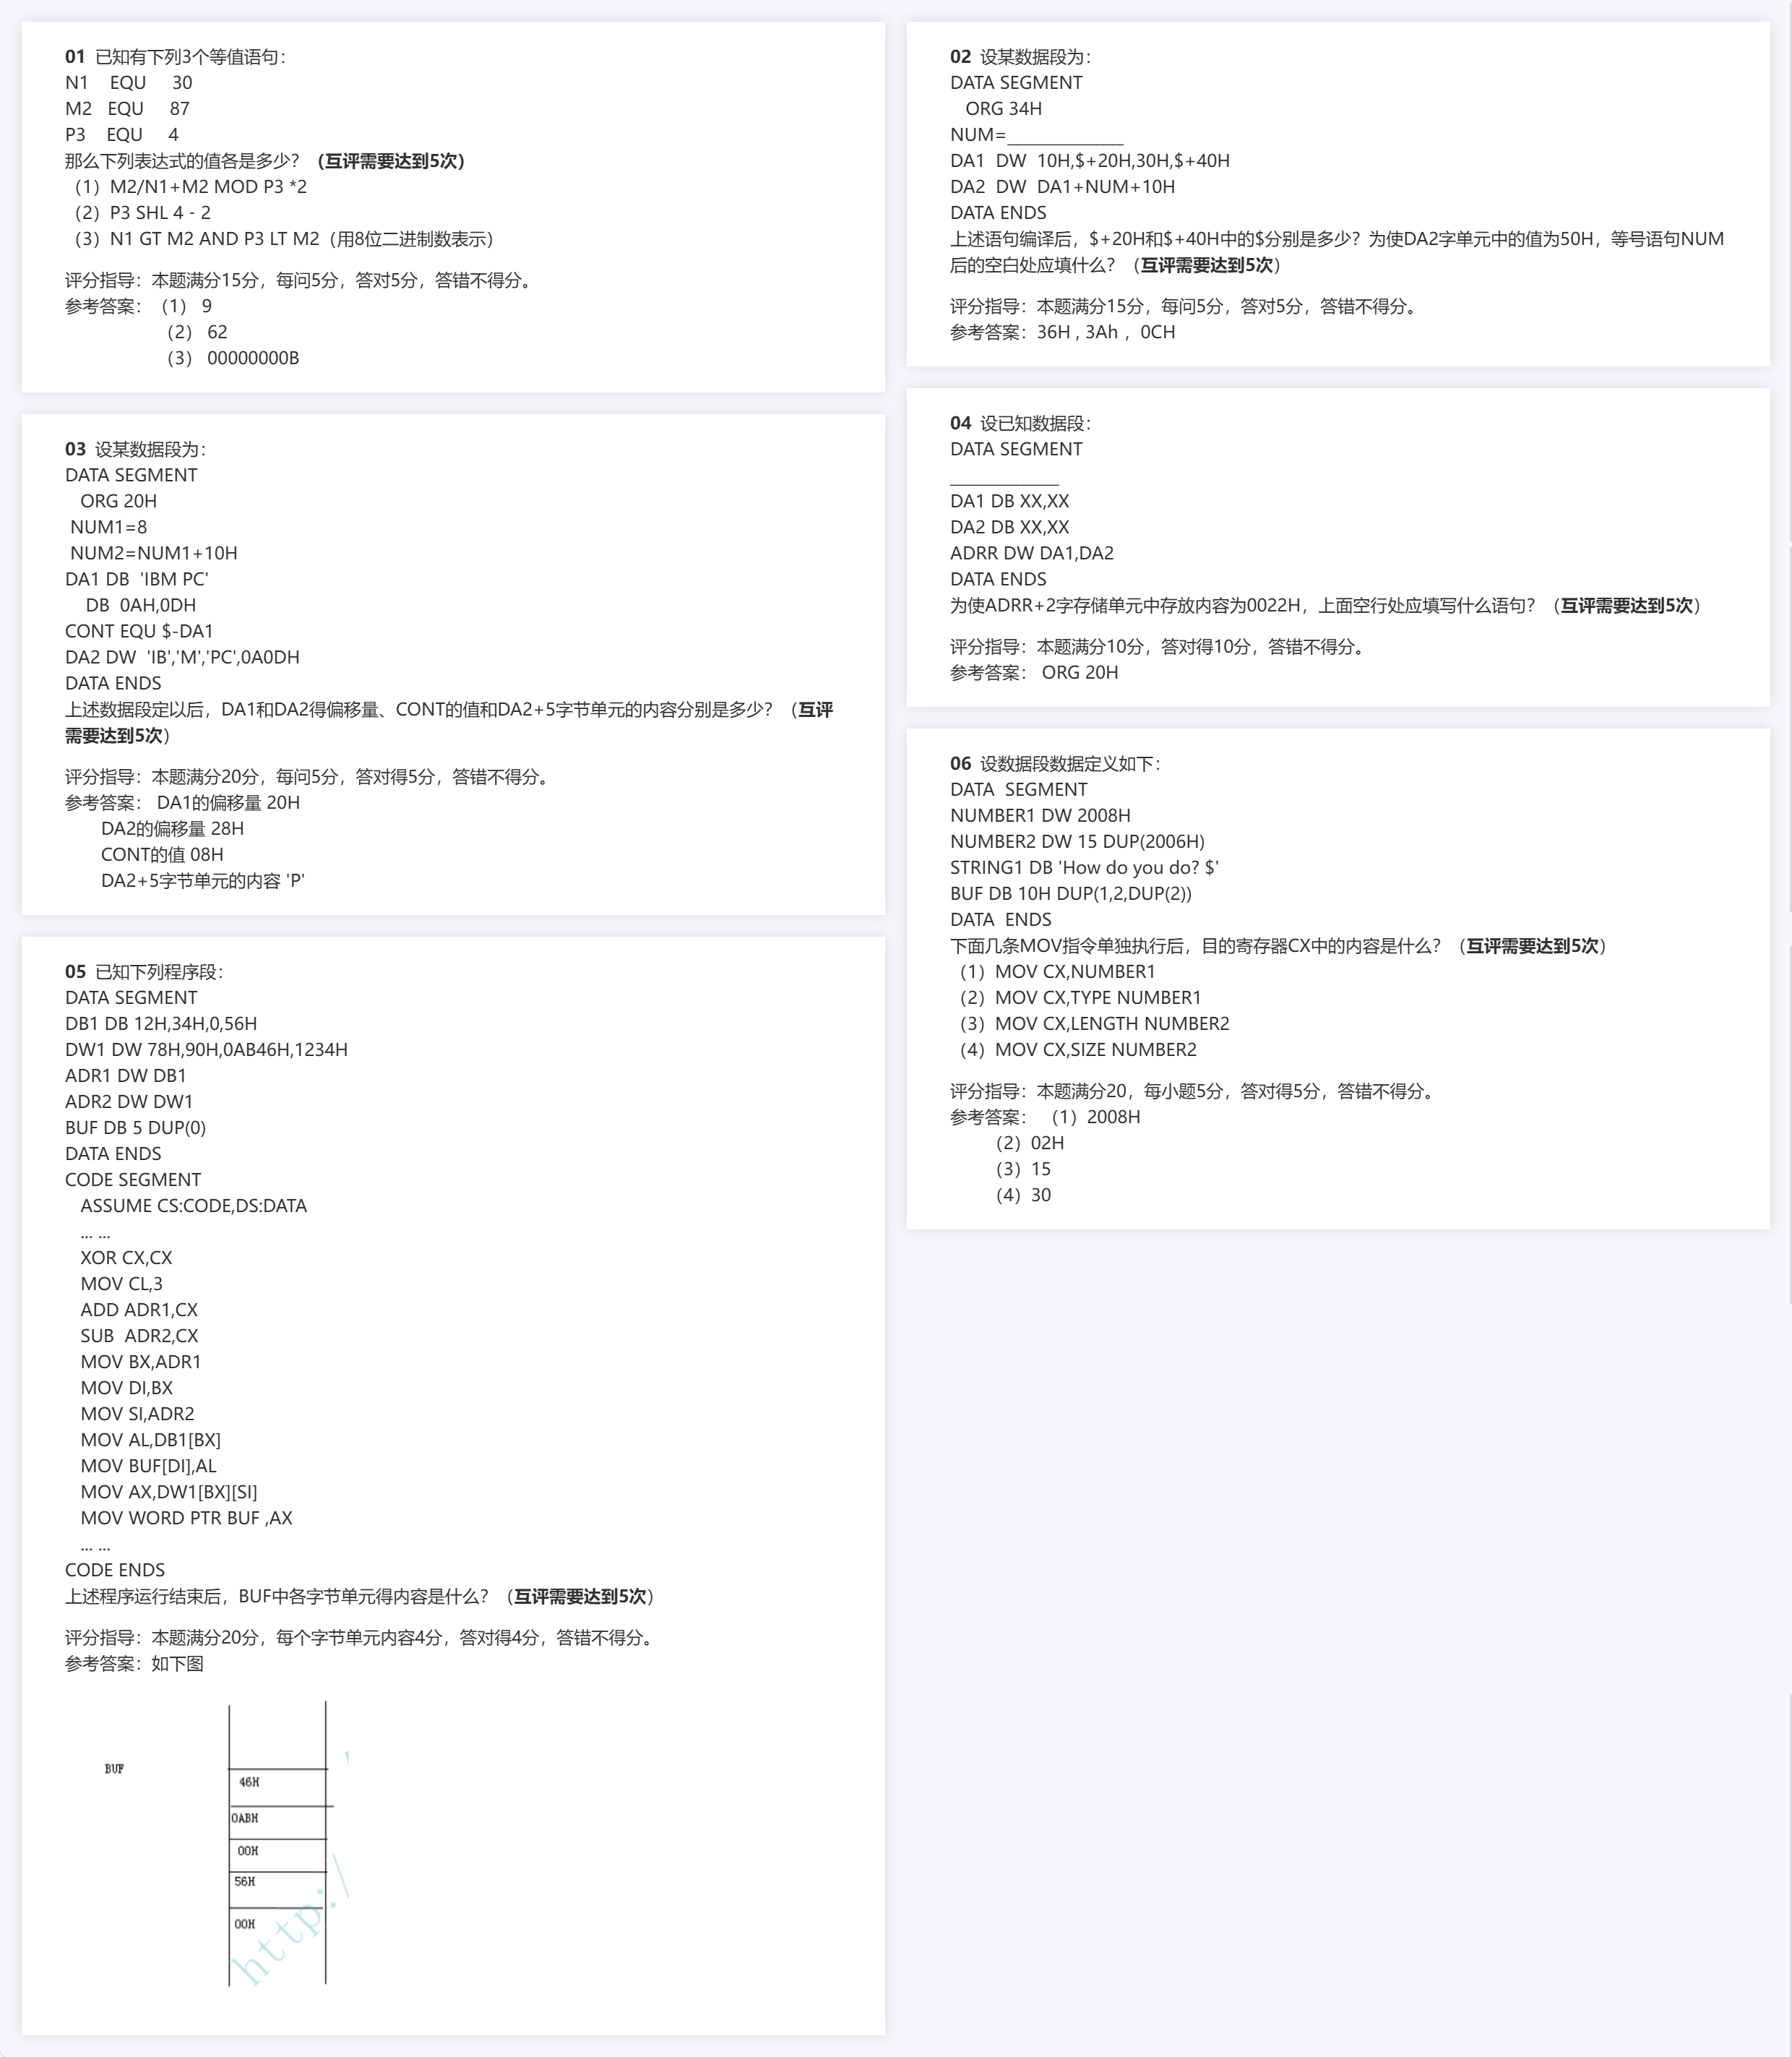 01 已知有下列3个等值语句：
N1 EQU 30
M2 EQU 87
P3 EQU 4
那么下列表达式的值各是多少？（互评需要达到5次）
（1）M2/N1+M2 MOD P3 *2
（2）P3 SHL 4 - 2
（3）N1 GT M2 AND P3 LT M2（用8位二进制数表示）
评分指导：本题满分15分，每问5分，答对5分，答错不得分。
参考答案：（1） 9
（2） 62
（3） 00000000B
03 设某数据段为：
DATA SEGMENT
ORG 20H
NUM1=8
NUM2=NUM1+10H
DA1 DB 'IBM PC'
DB 0AH,0DH
CONT EQU $-DA1
DA2 DW 'IB','M','PC',0A0DH
DATA ENDS
上述数据段定以后，DA1和DA2得偏移量、CONT的值和DA2+5字节单元的内容分别是多少？（互评
需要达到5次）
评分指导：本题满分20分，每问5分，答对得5分，答错不得分。
参考答案： DA1的偏移量 20H
DA2的偏移量 28H
CONT的值 08H
DA2+5字节单元的内容 'P'
05 已知下列程序段：
DATA SEGMENT
DB1 DB 12H,34H,0,56H
DW1 DW 78H,90H,0AB46H,1234H
ADR1 DW DB1
ADR2 DW DW1
BUF DB 5 DUP(0)
DATA ENDS
CODE SEGMENT
ASSUME CS:CODE,DS:DATA
... ...
XOR CX,CX
MOV CL,3
ADD ADR1,CX
SUB ADR2,CX
MOV BX,ADR1
MOV DI,BX
MOV SI,ADR2
MOV AL,DB1[BX]
MOV BUF[DI],AL
MOV AX,DW1[BX][SI]
MOV WORD PTR BUF ,AX
... ...
CODE ENDS
上述程序运行结束后，BUF中各字节单元得内容是什么？（互评需要达到5次）
评分指导：本题满分20分，每个字节单元内容4分，答对得4分，答错不得分。
参考答案：如下图
BUF
46H
0ABH
00H
56H
00H
http:/
02 设某数据段为：
DATA SEGMENT
ORG 34H
NUM=_______________
DA1 DW 10H,$+20H,30H,$+40H
DA2 DW DA1+NUM+10H
DATA ENDS
上述语句编译后，$+20H和$+40H中的$分别是多少？为使DA2字单元中的值为50H，等号语句NUM
后的空白处应填什么？（互评需要达到5次）
评分指导：本题满分15分，每问5分，答对5分，答错不得分。
参考答案：36H , 3Ah ，0CH
04 设已知数据段：
DATA SEGMENT
______________
DA1 DB XX,XX
DA2 DB XX,XX
ADRR DW DA1,DA2
DATA ENDS
为使ADRR+2字存储单元中存放内容为0022H，上面空行处应填写什么语句？（互评需要达到5次）
评分指导：本题满分10分，答对得10分，答错不得分。
参考答案： ORG 20H
06 设数据段数据定义如下：
DATA SEGMENT
NUMBER1 DW 2008H
NUMBER2 DW 15 DUP(2006H)
STRING1 DB 'How do you do? $'
BUF DB 10H DUP(1,2,DUP(2))
DATA ENDS
下面几条MOV指令单独执行后，目的寄存器CX中的内容是什么？（互评需要达到5次）
（1）MOV CX,NUMBER1
（2）MOV CX,TYPE NUMBER1
（3）MOV CX,LENGTH NUMBER2
（4）MOV CX,SIZE NUMBER2
评分指导：本题满分20，每小题5分，答对得5分，答错不得分。
参考答案： （1）2008H
（2）02H
（3）15
（4）30